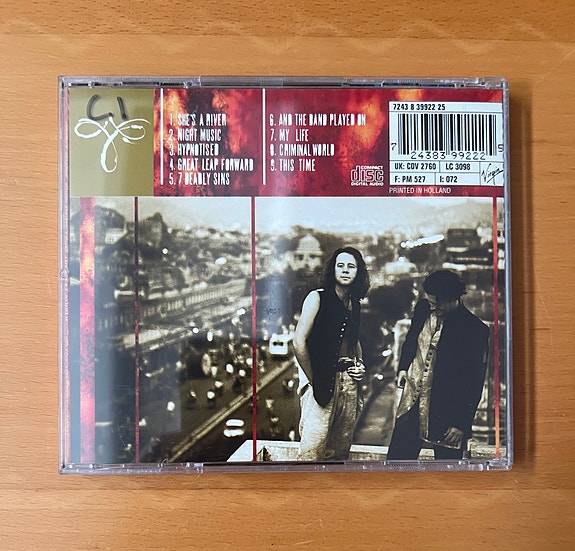 C1
1. SHE'S A RIVER
2. NIGHT MUSIC
3. HYPNOTISED
4. GREAT LEAP FORWARD
5. 7 DEADLY SINS
6. AND THE BAND PLAYED ON
7. MY LIFE
8. CRIMINAL WORLD
9. THIS TIME
COMPACT
disc
DIGITAL AUDIO
7243 8 39922 25
7 24383 99222 9
UK: CDV 2760
LC 3098
F: PM 527
I: 072
Virgin
PRINTED IN HOLLAND